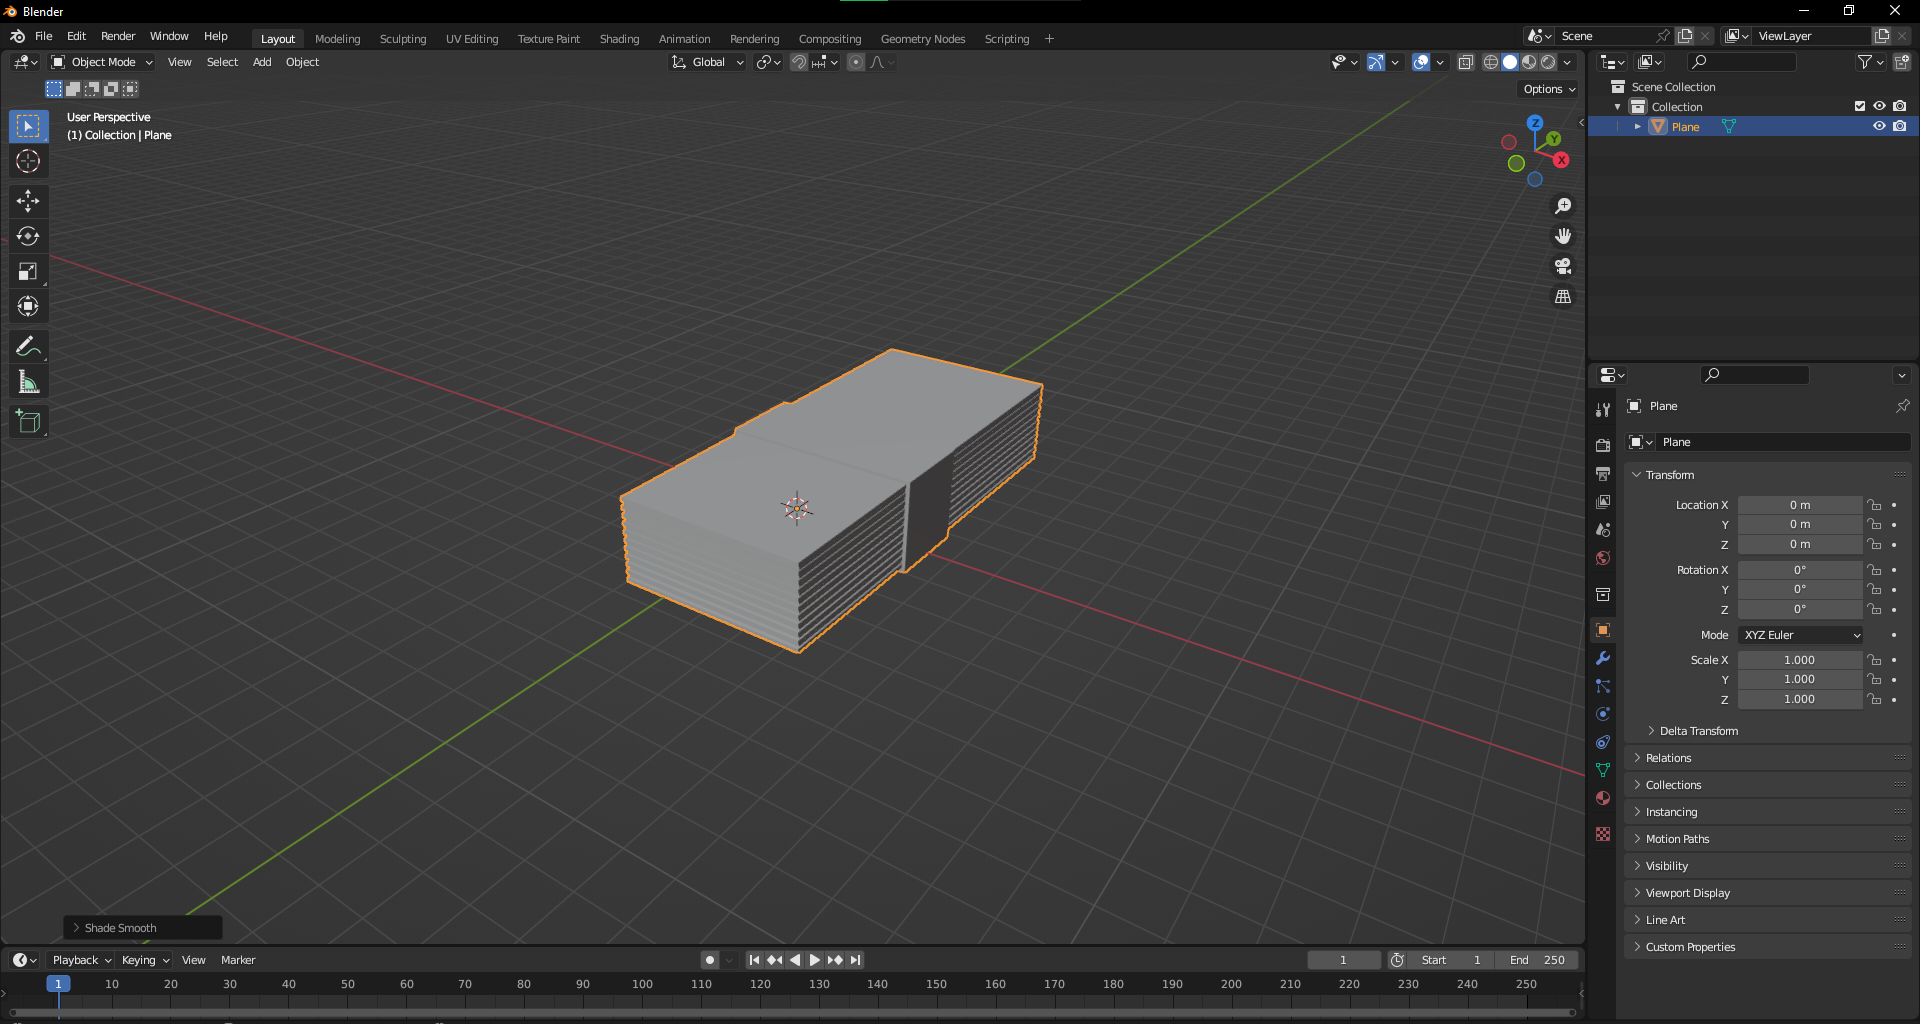 Blender
File Edit Render Window Help Layout Modeling Sculpting UV Editing Texture Paint Shading Animation Rendering Compositing Geometry Nodes Scripting + Scene ViewLayer
Object Mode View Select Add Object Global
Options
User Perspective
(1) Collection | Plane
Z
Y
X
Scene Collection
Collection
Plane
Plane
Plane
Transform
Location X 0 m
Y 0 m
Z 0 m
Rotation X 0°
Y 0°
Z 0°
Mode XYZ Euler
Scale X 1.000
Y 1.000
Z 1.000
Delta Transform
Relations
Collections
Instancing
Motion Paths
Visibility
Viewport Display
Line Art
Custom Properties
Shade Smooth
Playback Keying View Marker 1 Start 1 End 250
1 10 20 30 40 50 60 70 80 90 100 110 120 130 140 150 160 170 180 190 200 210 220 230 240 250